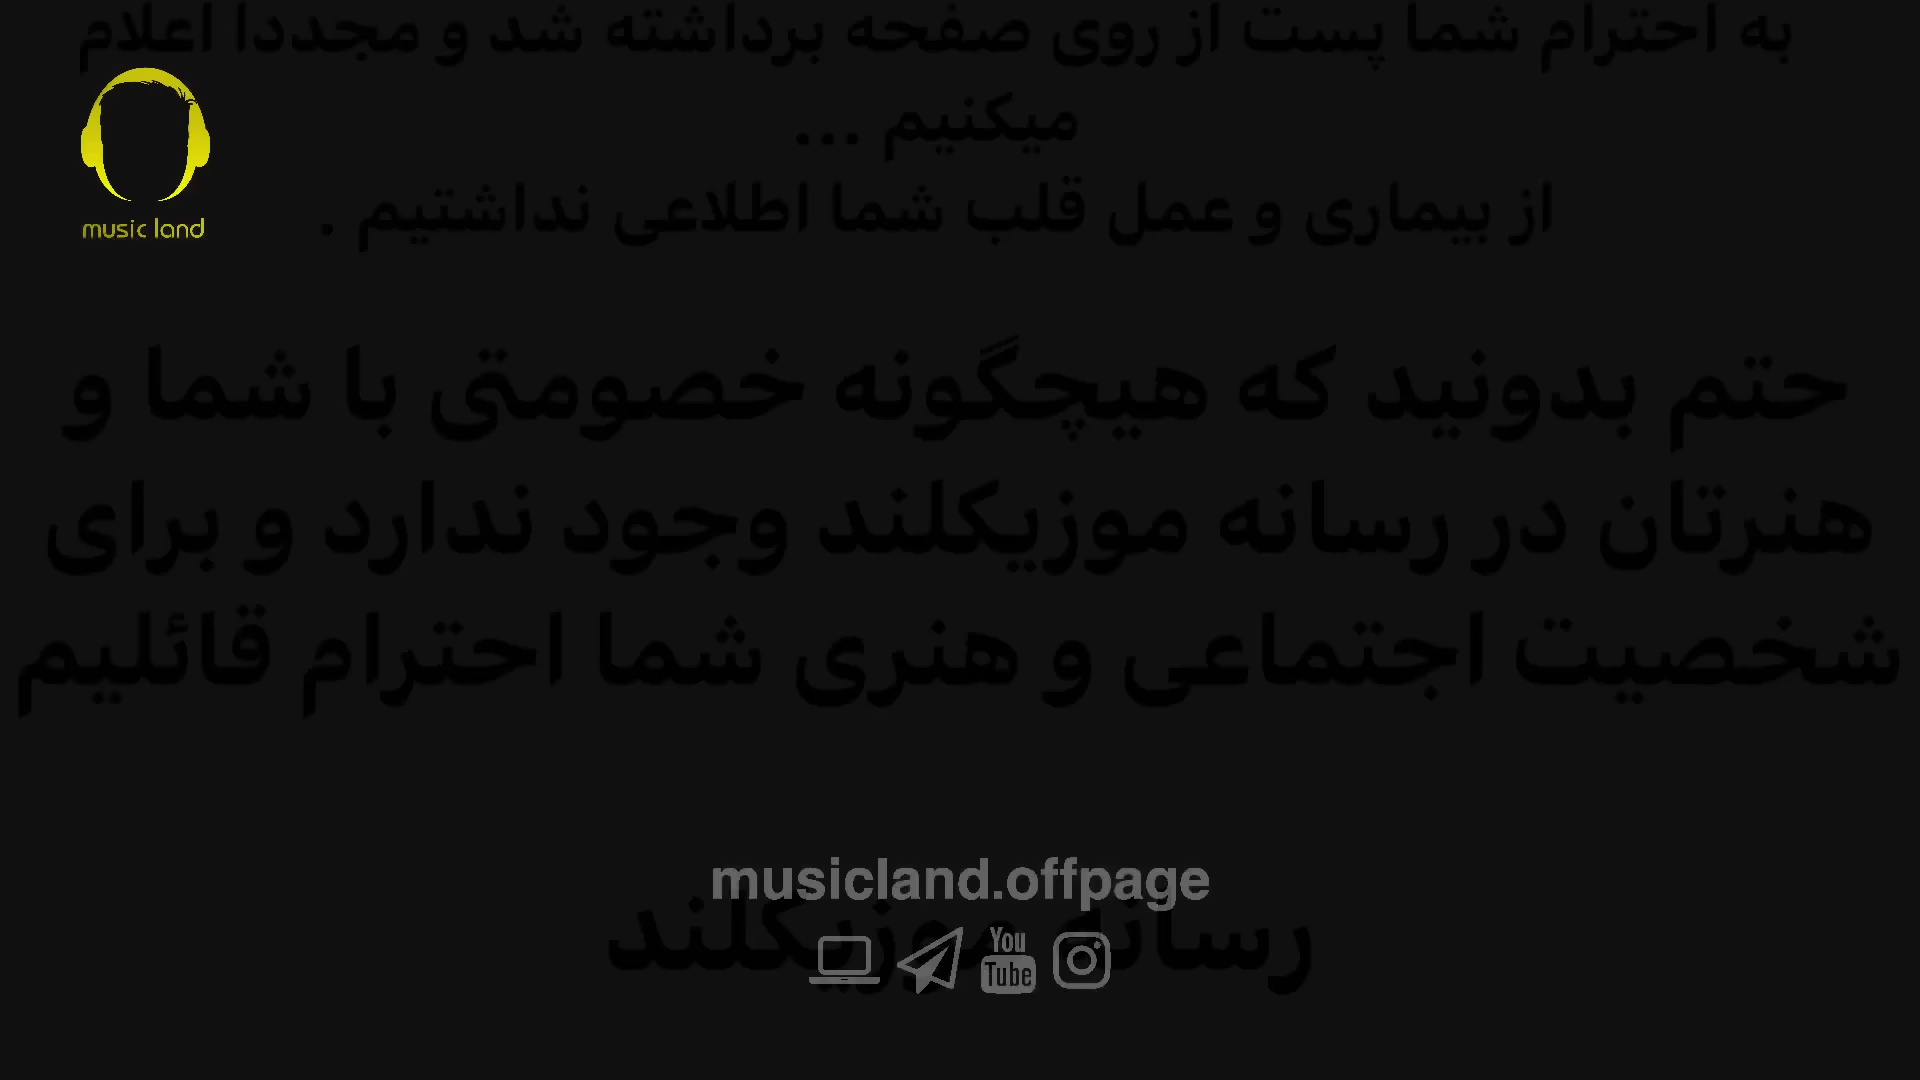 به احترام شما پست از روی صفحه برداشته شد و مجددا اعلام
میکنیم ...
music land
از بیماری و عمل قلب شما اطلاعی نداشتیم .
حتم بدونید که هیچگونه خصومتی با شما و
هنرتان در رسانه موزیکلند وجود ندارد و برای
شخصیت اجتماعی و هنری شما احترام قائلیم
musicland.offpage
رسانه موزیکلند
You
Tube